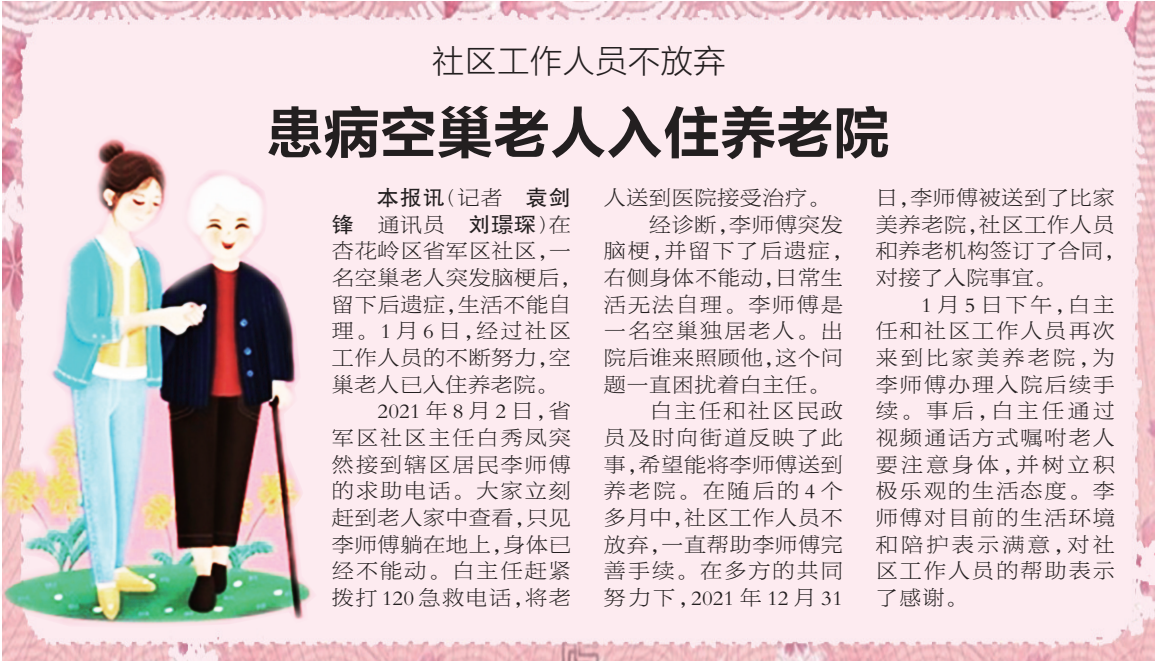 社区工作人员不放弃
患病空巢老人入住养老院
本报讯(记者 袁剑
锋 通讯员 刘璟琛)在
杏花岭区省军区社区,一
名空巢老人突发脑梗后,
留下后遗症,生活不能自
理。1月6日,经过社区
工作人员的不断努力,空
巢老人已入住养老院。
2021年8月2日,省
军区社区主任白秀凤突
然接到辖区居民李师傅
的求助电话。大家立刻
赶到老人家中查看,只见
李师傅躺在地上,身体已
经不能动。白主任赶紧
拨打120急救电话,将老
人送到医院接受治疗。
经诊断,李师傅突发
脑梗,并留下了后遗症,
右侧身体不能动,日常生
活无法自理。李师傅是
一名空巢独居老人。出
院后谁来照顾他,这个问
题一直困扰着白主任。
白主任和社区民政
员及时向街道反映了此
事,希望能将李师傅送到
养老院。在随后的4个
多月中,社区工作人员不
放弃,一直帮助李师傅完
善手续。在多方的共同
努力下,2021年12月31
日,李师傅被送到了比家
美养老院,社区工作人员
和养老机构签订了合同,
对接了入院事宜。
1月5日下午,白主
任和社区工作人员再次
来到比家美养老院,为
李师傅办理入院后续手
续。事后,白主任通过
视频通话方式嘱咐老人
要注意身体,并树立积
极乐观的生活态度。李
师傅对目前的生活环境
和陪护表示满意,对社
区工作人员的帮助表示
了感谢。